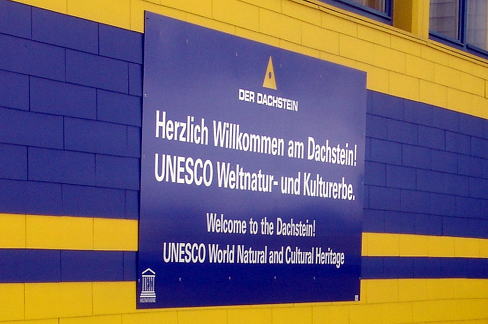 DER DACHSTEIN
Herzlich Willkommen am Dachstein!
UNESCO Weltnatur- und Kulturerbe.
Welcome to the Dachstein!
UNESCO World Natural and Cultural Heritage